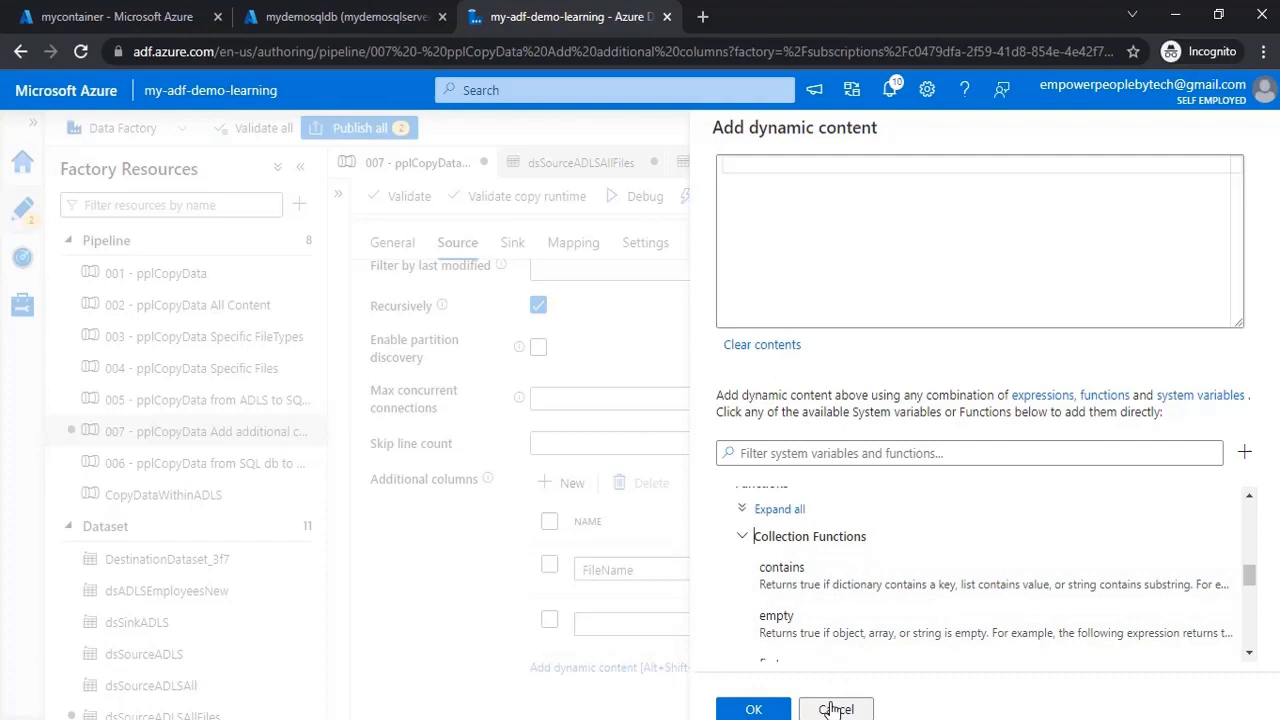 mycontainer - Microsoft Azure
mydemosqldb (mydemosqlserve
my-adf-demo-learning - Azure D
adf.azure.com/en-us/authoring/pipeline/007%20-%20pplCopyData%20Add%20additional%20columns?factory=%2Fsubscriptions%2Fc0479dfa-2f59-41d8-854e-4e42f7...
Incognito
Microsoft Azure
my-adf-demo-learning
Search
10
empowerpeoplebytech@gmail.com
SELF EMPLOYED
Data Factory
Validate all
Publish all 2
Factory Resources
Filter resources by name
Pipeline 8
001 - pplCopyData
002 - pplCopyData All Content
003 - pplCopyData Specific FileTypes
004 - pplCopyData Specific Files
005 - pplCopyData from ADLS to SQ...
007 - pplCopyData Add additional c...
006 - pplCopyData from SQL db to ...
CopyDataWithinADLS
Dataset 11
DestinationDataset_3f7
dsADLSEmployeesNew
dsSinkADLS
dsSourceADLS
dsSourceADLSAll
dsSourceADLSAllFiles
2
007 - pplCopyData...
dsSourceADLSAllFiles
Validate
Validate copy runtime
Debug
General
Source
Sink
Mapping
Settings
Filter by last modified
Recursively
Enable partition
discovery
Max concurrent
connections
Skip line count
Additional columns
New
Delete
NAME
FileName
Add dynamic content [Alt+Shift+
Add dynamic content
Clear contents
Add dynamic content above using any combination of expressions, functions and system variables .
Click any of the available System variables or Functions below to add them directly:
Filter system variables and functions...
Functions
Expand all
Collection Functions
contains
Returns true if dictionary contains a key, list contains value, or string contains substring. For e...
empty
Returns true if object, array, or string is empty. For example, the following expression returns t...
OK
Cancel